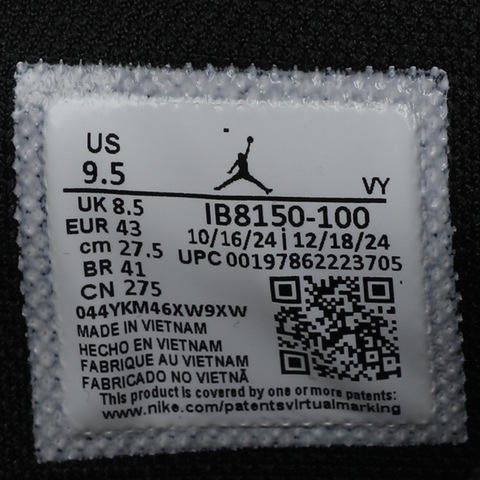 US
9.5
VY
UK 8.5
EUR 43
cm 27.5
BR 41
CN 275
IB8150-100
10/16/24 | 12/18/24
UPC 00197862223705
044YKM46XW9XW
MADE IN VIETNAM
HECHO EN VIETNAM
FABRIQUE AU VIETNAM
FABRICADO NO VIETNÃ
This product is covered by one or more patents:
www.nike.com/patentsvirtualmarking